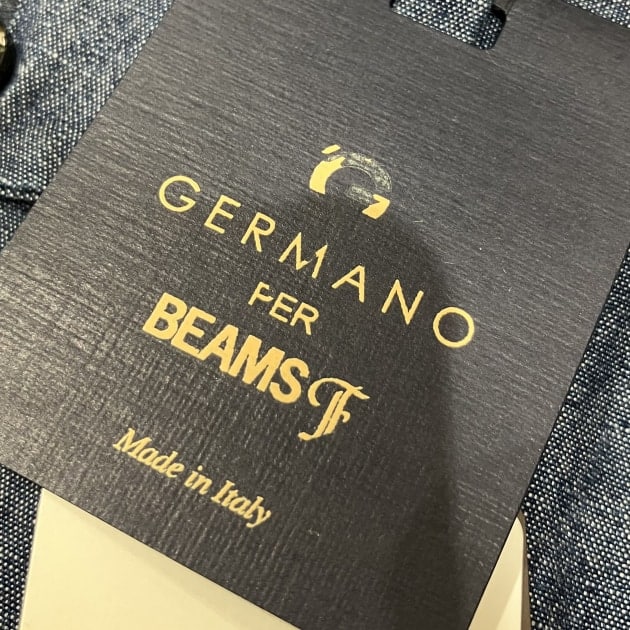 GERMANO
PER
BEAMS F
Made in Italy